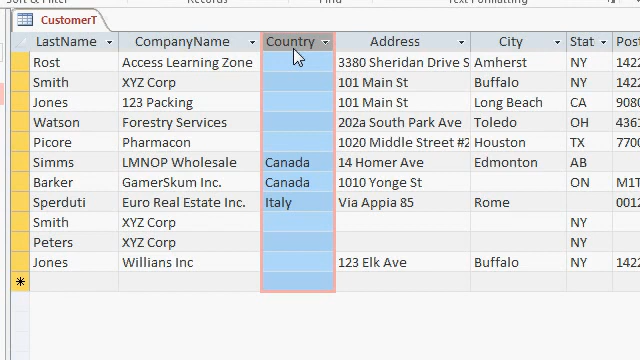 Records
Find
Text Formatting
CustomerT
LastName CompanyName Country Address City Stat Post
Rost Access Learning Zone 3380 Sheridan Drive S Amherst NY 1422
Smith XYZ Corp 101 Main St Buffalo NY 1422
Jones 123 Packing 101 Main St Long Beach CA 9080
Watson Forestry Services 202a South Park Ave Toledo OH 4361
Picore Pharmacon 1020 Middle Street #2 Houston TX 7700
Simms LMNOP Wholesale Canada 14 Homer Ave Edmonton AB
Barker GamerSkum Inc. Canada 1010 Yonge St ON M1T
Sperduti Euro Real Estate Inc. Italy Via Appia 85 Rome 0012
Smith XYZ Corp NY
Peters XYZ Corp NY
Jones Willians Inc 123 Elk Ave Buffalo NY 1422